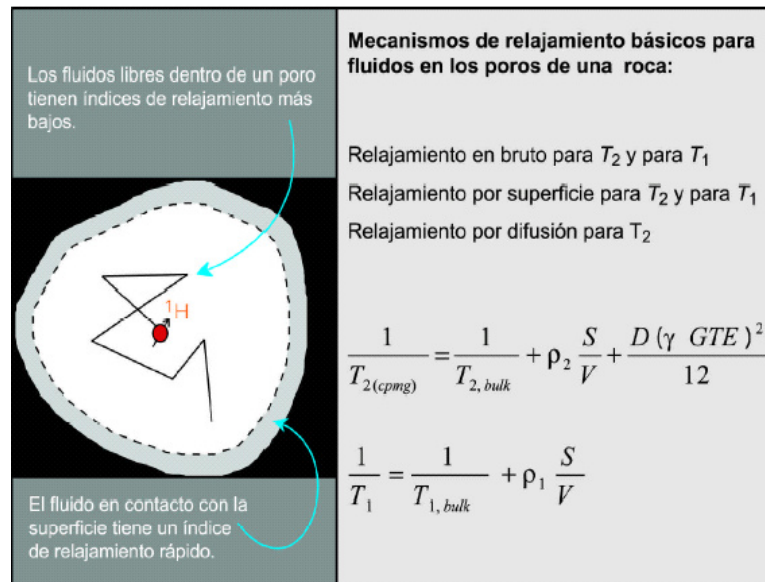 Los fluidos libres dentro de un poro
tienen índices de relajamiento más
bajos.
¹H
El fluido en contacto con la
superficie tiene un índice
de relajamiento rápido.
Mecanismos de relajamiento básicos para
fluidos en los poros de una roca:
Relajamiento en bruto para T₂ y para T₁
Relajamiento por superficie para T₂ y para T₁
Relajamiento por difusión para T₂
1/T₂(cpmg) = 1/T₂,bulk + ρ₂ S/V + D(γ GTE)²/12
1/T₁ = 1/T₁,bulk + ρ₁ S/V